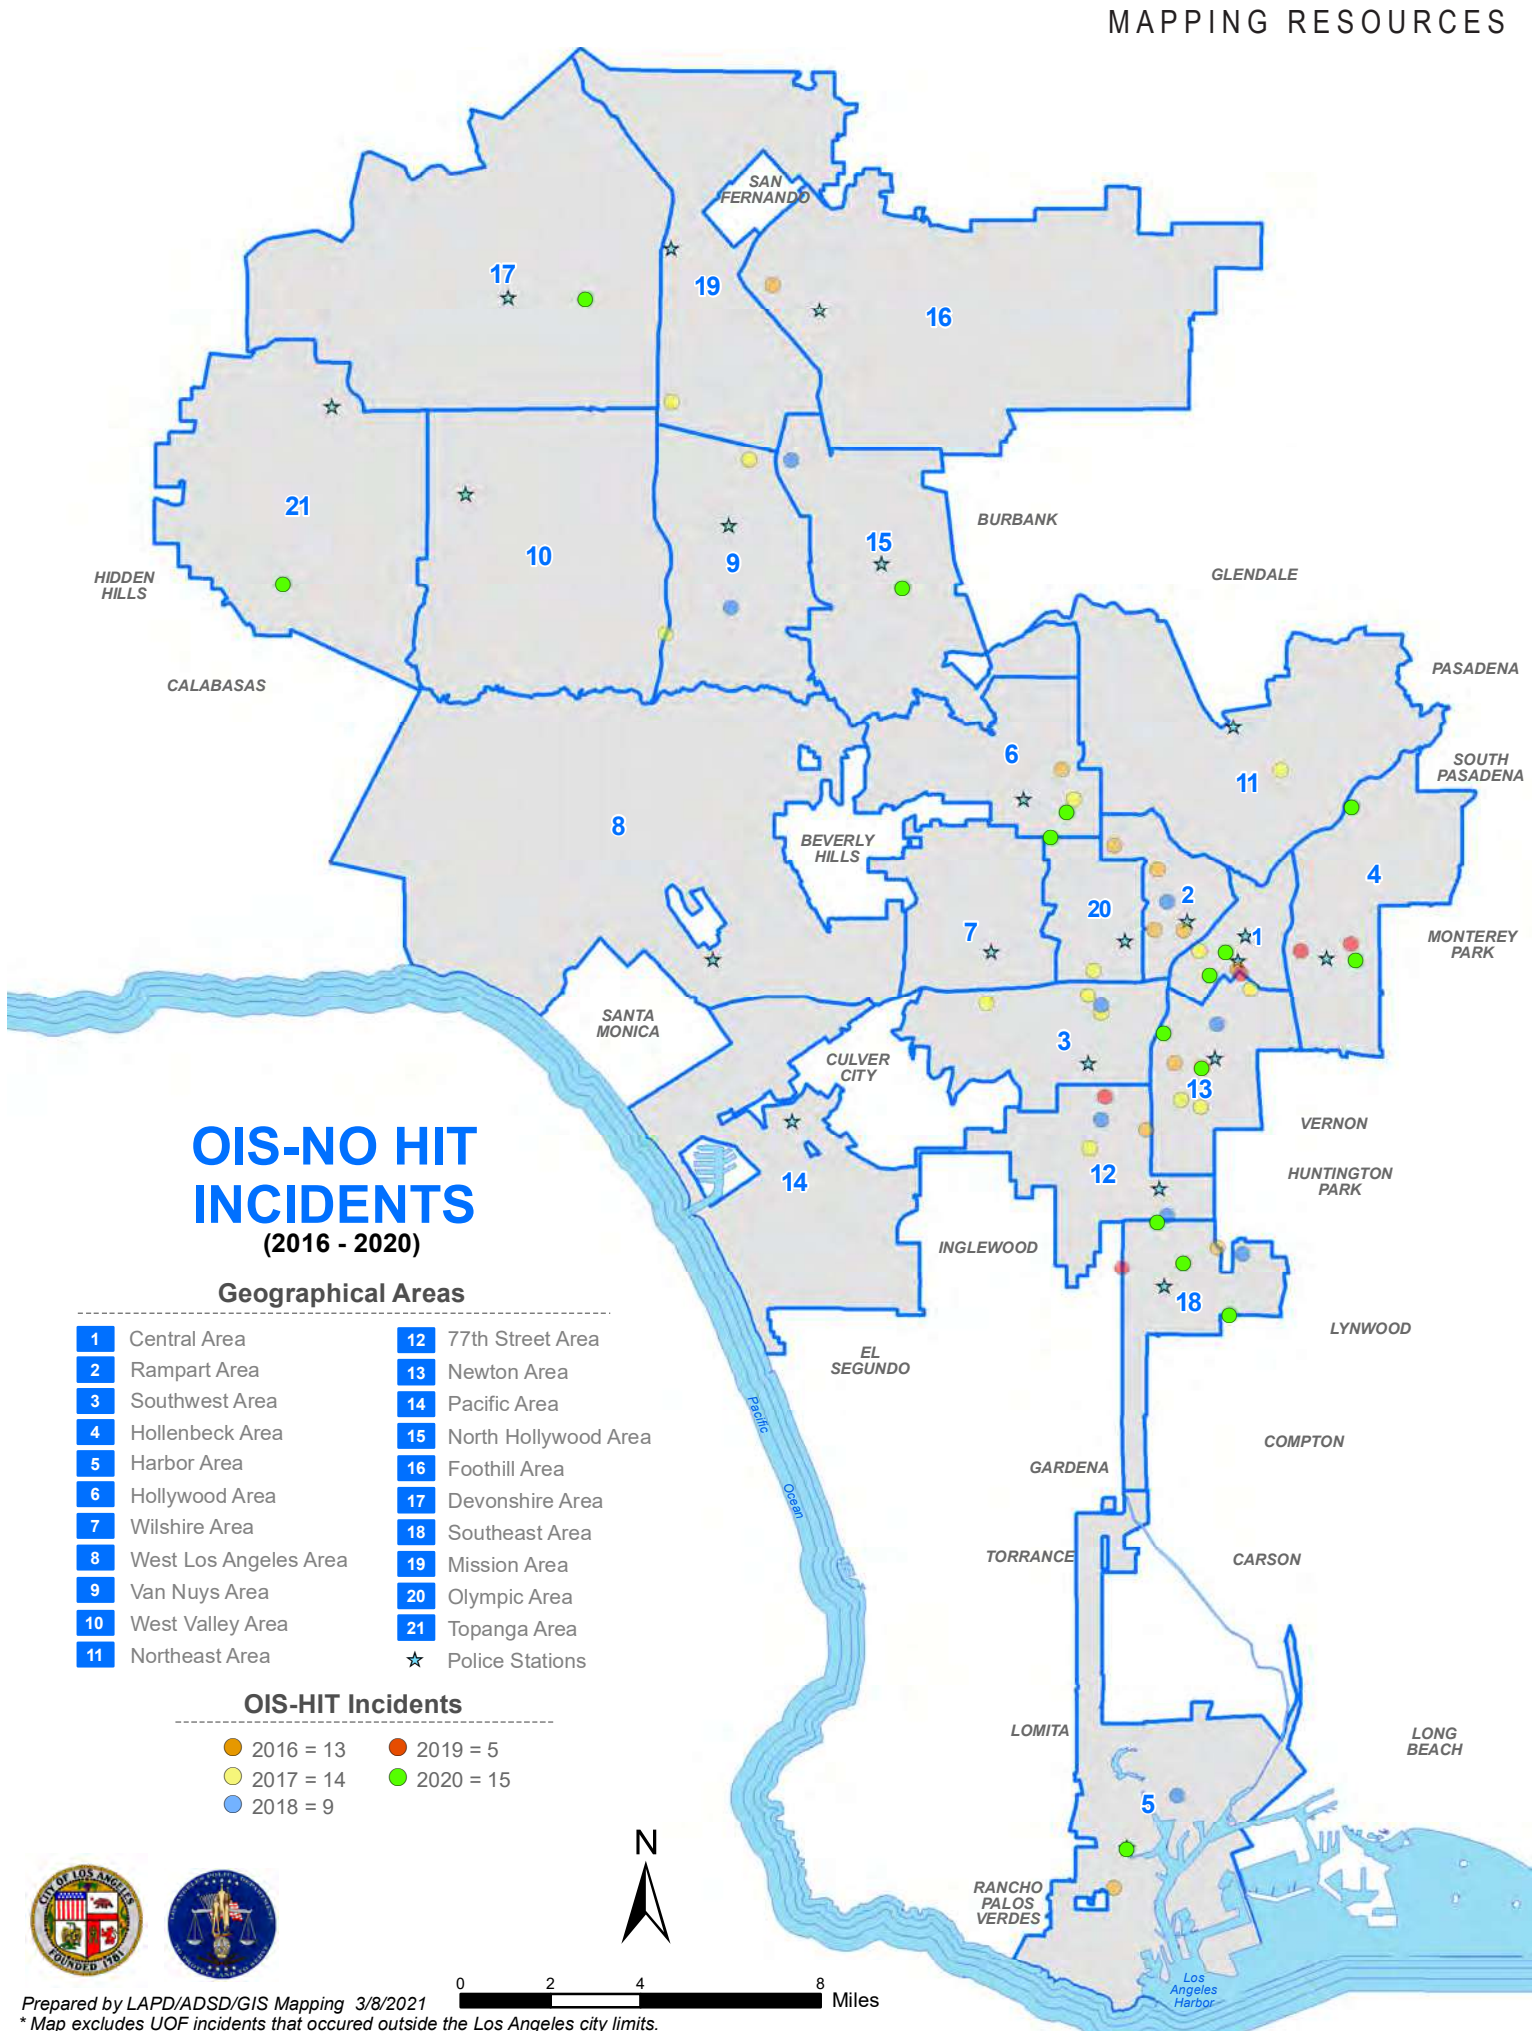 MAPPING RESOURCES
SAN
FERNANDO
17
19
16
21
10
9
15
BURBANK
GLENDALE
HIDDEN
HILLS
CALABASAS
PASADENA
6
11
SOUTH
PASADENA
8
BEVERLY
HILLS
4
2
20
7
1
MONTEREY
PARK
SANTA
MONICA
3
CULVER
CITY
13
VERNON
12
14
HUNTINGTON
PARK
INGLEWOOD
18
LYNWOOD
EL
SEGUNDO
COMPTON
GARDENA
TORRANCE
CARSON
LOMITA
LONG
BEACH
5
RANCHO
PALOS
VERDES
Pacific
Ocean
Los
Angeles
Harbor
OIS-NO HIT
INCIDENTS
(2016 - 2020)
Geographical Areas
1 Central Area
2 Rampart Area
3 Southwest Area
4 Hollenbeck Area
5 Harbor Area
6 Hollywood Area
7 Wilshire Area
8 West Los Angeles Area
9 Van Nuys Area
10 West Valley Area
11 Northeast Area
12 77th Street Area
13 Newton Area
14 Pacific Area
15 North Hollywood Area
16 Foothill Area
17 Devonshire Area
18 Southeast Area
19 Mission Area
20 Olympic Area
21 Topanga Area
Police Stations
OIS-HIT Incidents
2016 = 13
2017 = 14
2018 = 9
2019 = 5
2020 = 15
N
CITY OF LOS ANGELES
FOUNDED 1781
0 2 4 8
Miles
Prepared by LAPD/ADSD/GIS Mapping 3/8/2021
* Map excludes UOF incidents that occured outside the Los Angeles city limits.